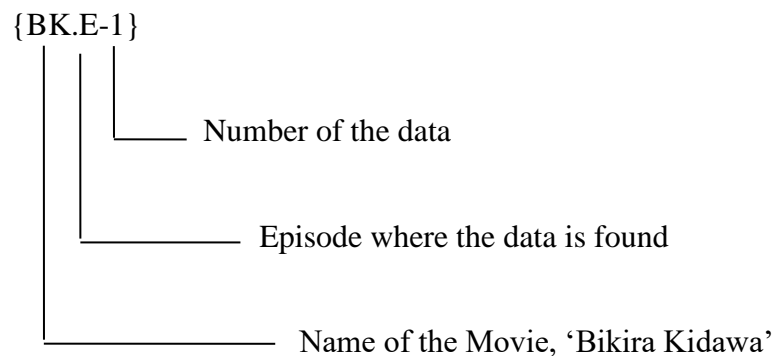 {BK.E-1}
Number of the data
Episode where the data is found
Name of the Movie, ‘Bikira Kidawa’